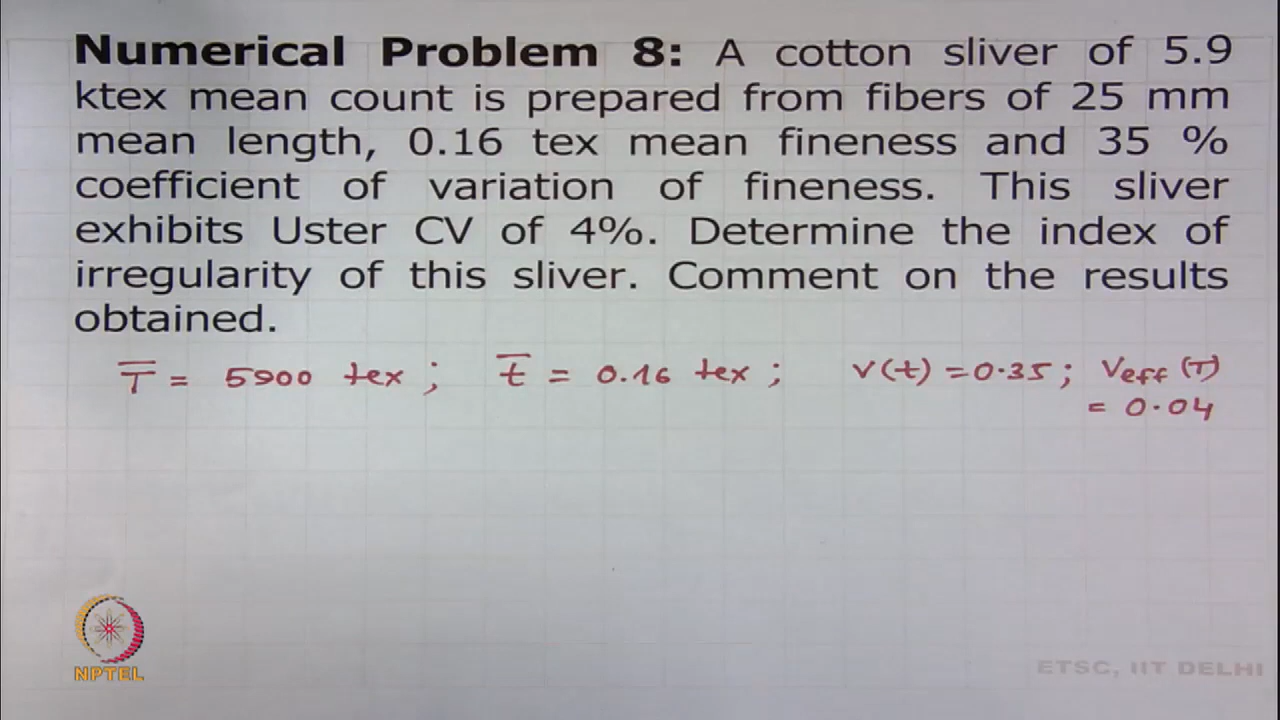 Numerical Problem 8: A cotton sliver of 5.9
ktex mean count is prepared from fibers of 25 mm
mean length, 0.16 tex mean fineness and 35 %
coefficient of variation of fineness. This sliver
exhibits Uster CV of 4%. Determine the index of
irregularity of this sliver. Comment on the results
obtained.
T̅ = 5900 tex ; t̅ = 0.16 tex ; v(t) = 0.35 ; Veff (T)
= 0.04
NPTEL
ETSC, IIT DELHI